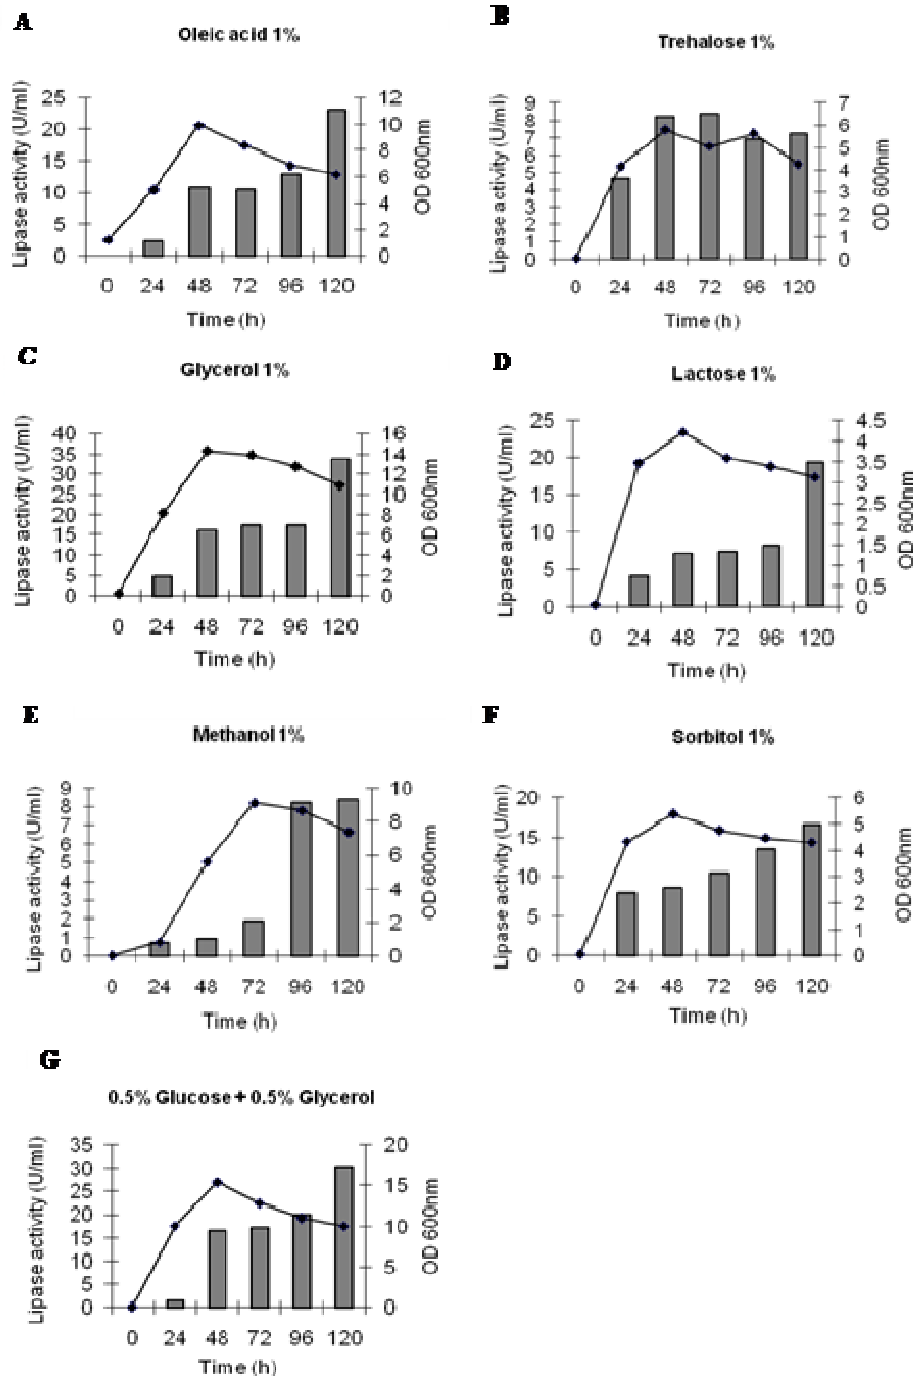 A
Oleic acid 1%
Lipase activity (U/ml)
25
20
15
10
5
0
12
10
8
6
4
2
0
OD 600nm
0 24 48 72 96 120
Time (h)
B
Trehalose 1%
Lipase activity (U/ml)
9
8
7
6
5
4
3
2
1
0
7
6
5
4
3
2
1
0
OD 600nm
0 24 48 72 96 120
Time (h)
C
Glycerol 1%
Lipase activity (U/ml)
40
35
30
25
20
15
10
5
0
16
14
12
10
8
6
4
2
0
OD 600nm
0 24 48 72 96 120
Time (h)
D
Lactose 1%
Lipase activity (U/ml)
25
20
15
10
5
0
4.5
4
3.5
3
2.5
2
1.5
1
0.5
0
OD 600nm
0 24 48 72 96 120
Time (h)
E
Methanol 1%
Lipase activity (U/ml)
9
8
7
6
5
4
3
2
1
0
10
8
6
4
2
0
OD 600nm
0 24 48 72 96 120
Time (h)
F
Sorbitol 1%
Lipase activity (U/ml)
20
15
10
5
0
6
5
4
3
2
1
0
OD 600nm
0 24 48 72 96 120
Time (h)
G
0.5% Glucose + 0.5% Glycerol
Lipase activity (U/ml)
35
30
25
20
15
10
5
0
20
15
10
5
0
OD 600nm
0 24 48 72 96 120
Time (h)